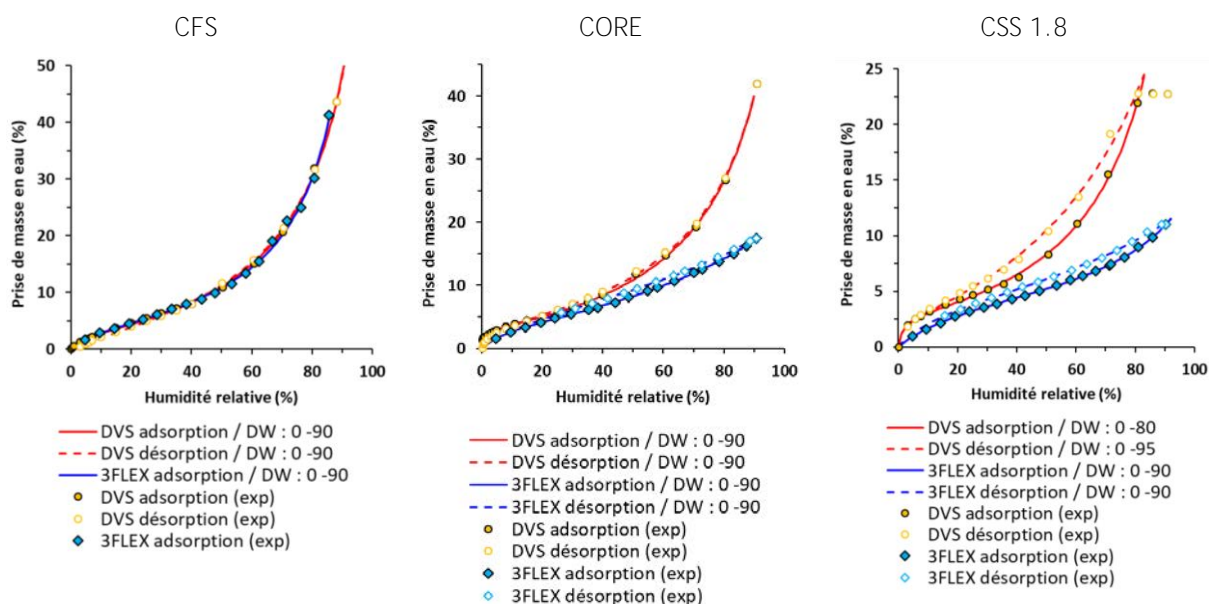 CFS
CORE
CSS 1.8
Prise de masse en eau (%)
50
40
30
20
10
0
0 20 40 60 80 100
Humidité relative (%)
DVS adsorption / DW : 0 -90
DVS désorption / DW : 0 -90
3FLEX adsorption / DW : 0 -90
DVS adsorption (exp)
DVS désorption (exp)
3FLEX adsorption (exp)
Prise de masse en eau (%)
40
30
20
10
0
0 20 40 60 80 100
Humidité relative (%)
DVS adsorption / DW : 0 -90
DVS désorption / DW : 0 -90
3FLEX adsorption / DW : 0 -90
3FLEX désorption / DW : 0 -90
DVS adsorption (exp)
DVS désorption (exp)
3FLEX adsorption (exp)
3FLEX désorption (exp)
Prise de masse en eau (%)
25
20
15
10
5
0
0 20 40 60 80 100
Humidité relative (%)
DVS adsorption / DW : 0 -80
DVS désorption / DW : 0 -95
3FLEX adsorption / DW : 0 -90
3FLEX désorption / DW : 0 -90
DVS adsorption (exp)
DVS désorption (exp)
3FLEX adsorption (exp)
3FLEX désorption (exp)